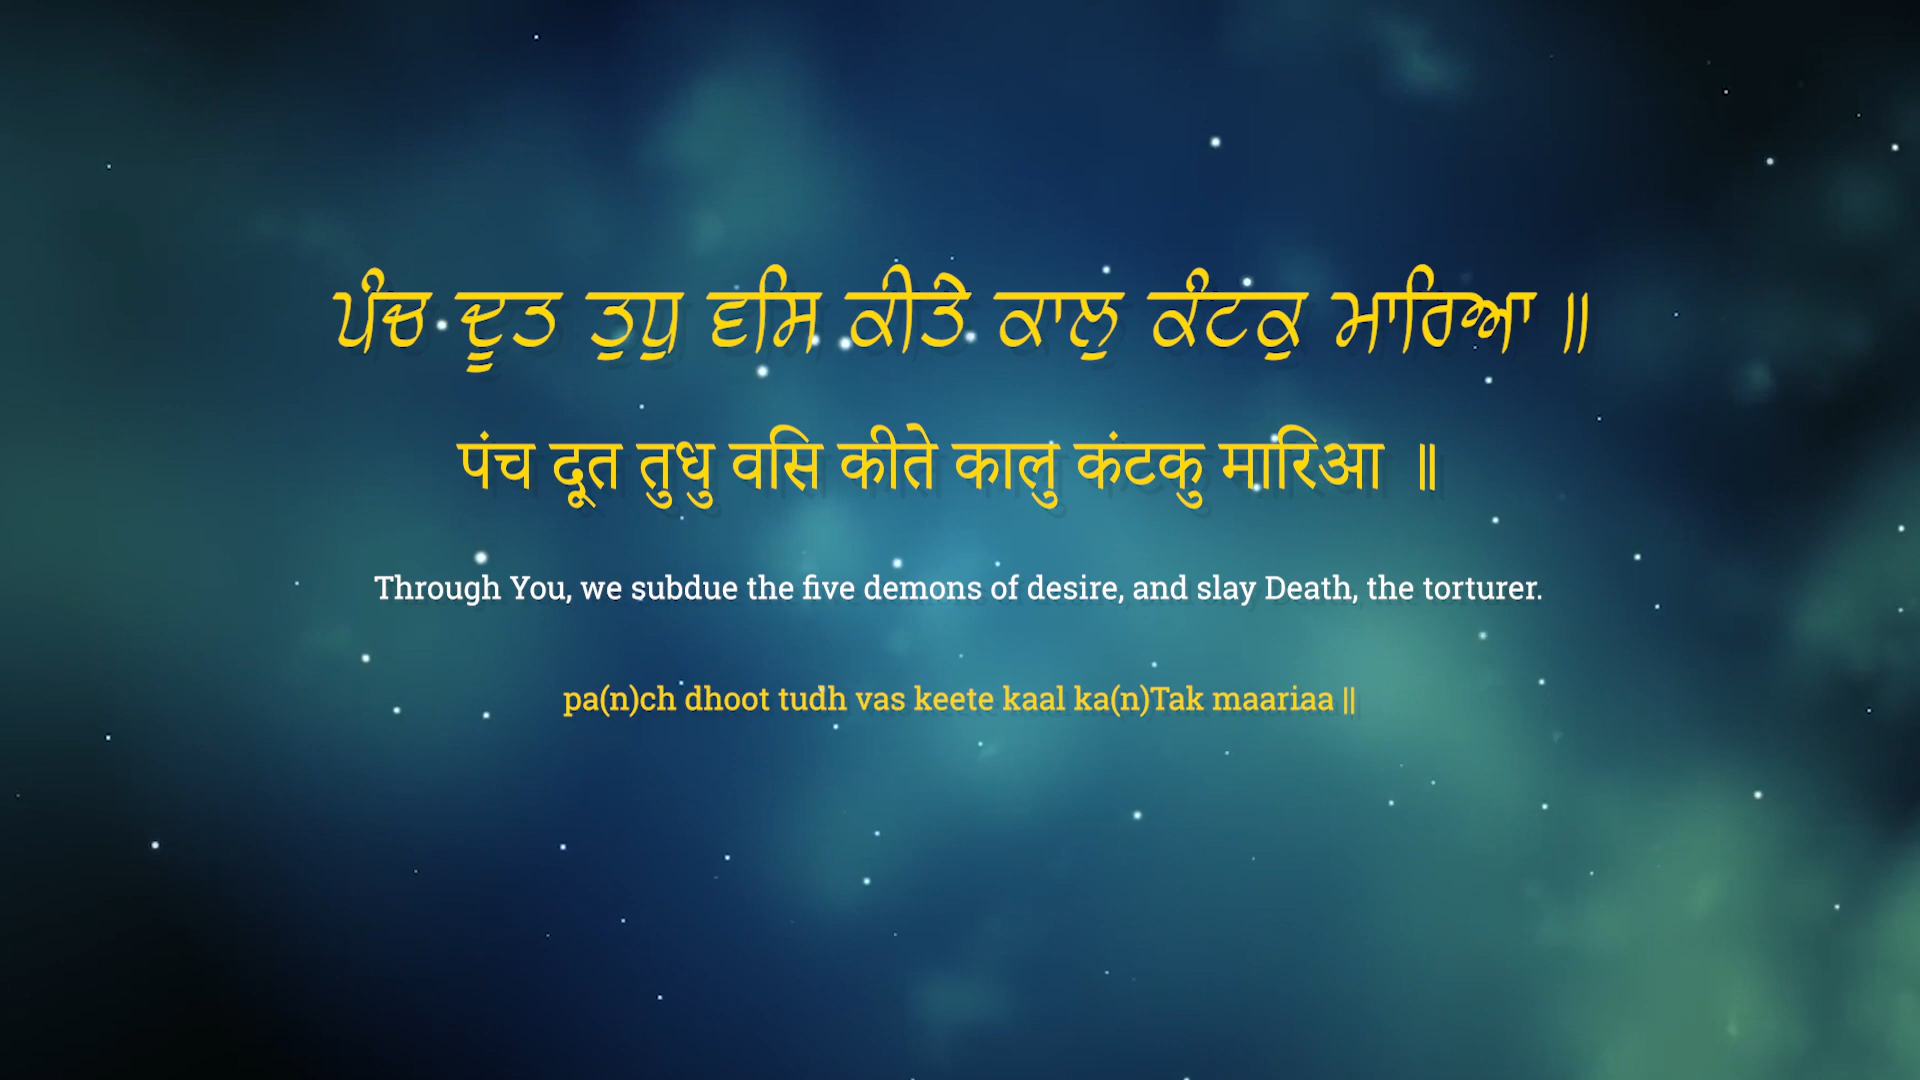 ਪੰਚ ਦੂਤ ਤੁਧੁ ਵਸਿ ਕੀਤੇ ਕਾਲੁ ਕੰਟਕੁ ਮਾਰਿਆ ॥
पंच दूत तुधु वसि कीते कालु कंटकु मारिआ ॥
Through You, we subdue the five demons of desire, and slay Death, the torturer.
pa(n)ch dhoot tudh vas keete kaal ka(n)Tak maariaa ||